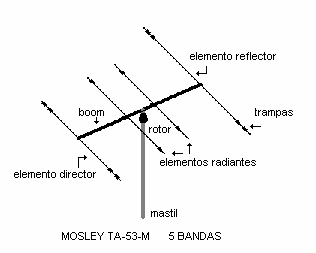 elemento reflector
boom
trampas
rotor
elementos radiantes
elemento director
mastil
MOSLEY TA-53-M 5 BANDAS